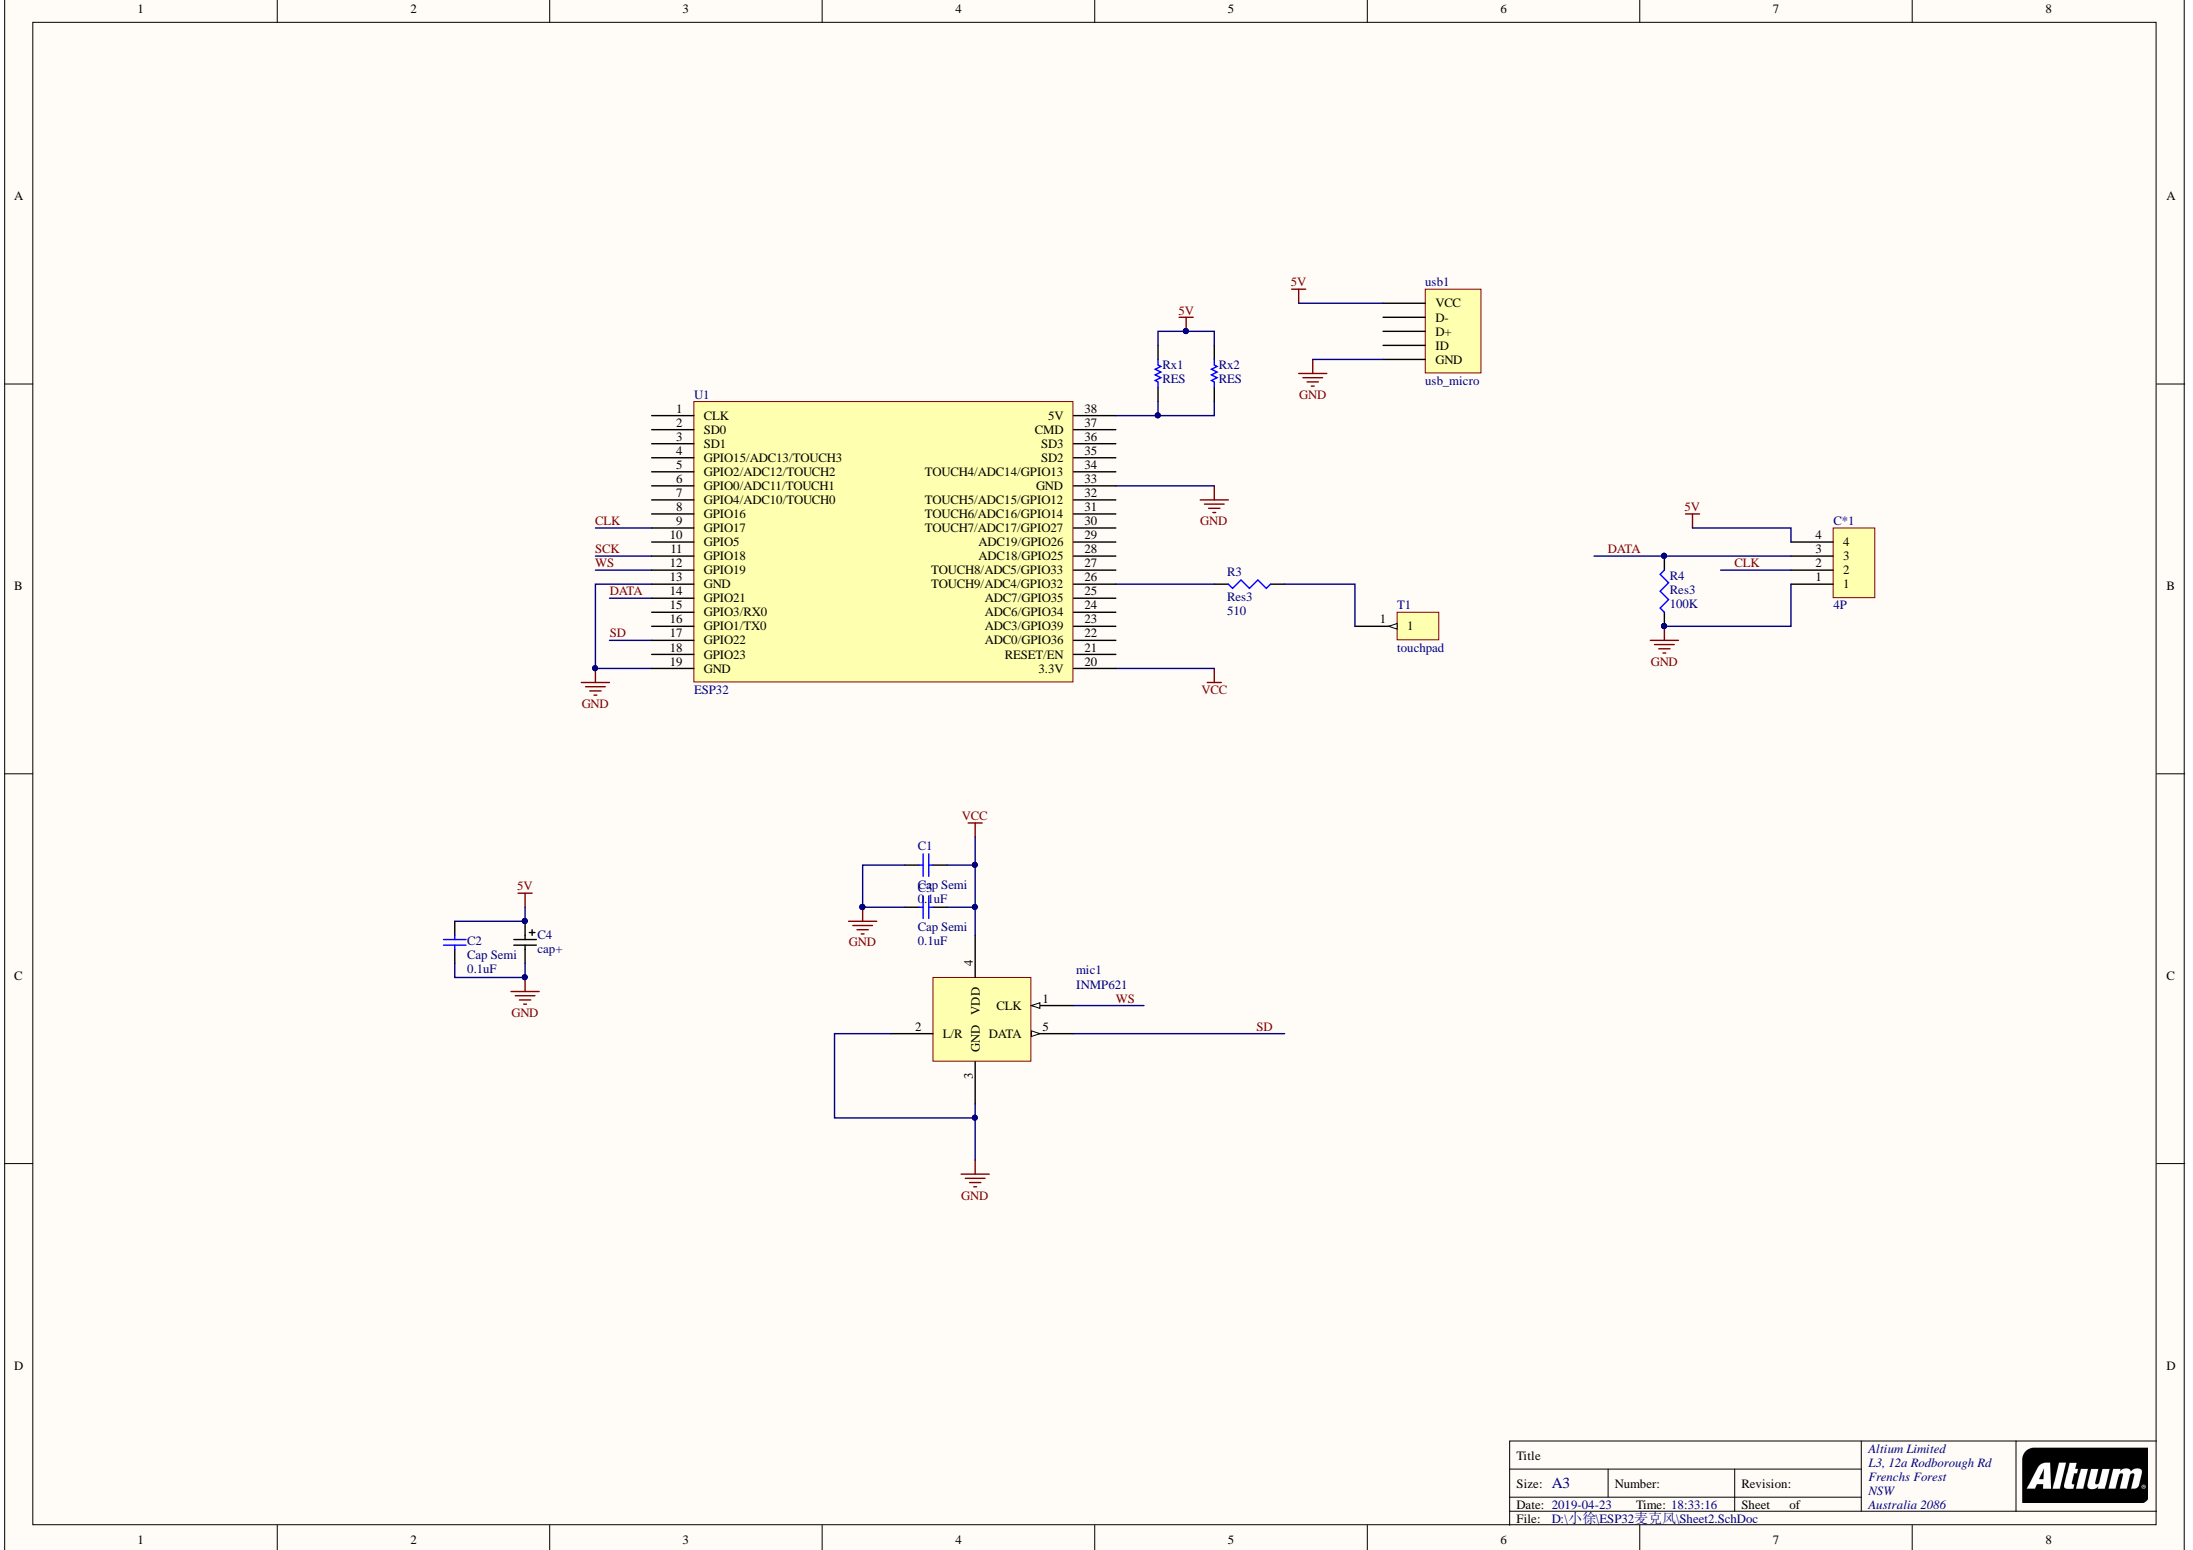 1 2 3 4 5 6 7 8
A A
B B
C C
D D
5V
usb1
VCC
D-
D+
ID
GND
usb_micro
GND
5V
Rx1
RES
Rx2
RES
U1
1 CLK
2 SD0
3 SD1
4 GPIO15/ADC13/TOUCH3
5 GPIO2/ADC12/TOUCH2
6 GPIO0/ADC11/TOUCH1
7 GPIO4/ADC10/TOUCH0
8 GPIO16
CLK 9 GPIO17
10 GPIO5
SCK 11 GPIO18
WS 12 GPIO19
13 GND
DATA 14 GPIO21
15 GPIO3/RX0
16 GPIO1/TX0
SD 17 GPIO22
18 GPIO23
19 GND
GND
ESP32
5V 38
CMD 37
SD3 36
SD2 35
TOUCH4/ADC14/GPIO13 34
GND 33
TOUCH5/ADC15/GPIO12 32
TOUCH6/ADC16/GPIO14 31
TOUCH7/ADC17/GPIO27 30
ADC19/GPIO26 29
ADC18/GPIO25 28
TOUCH8/ADC5/GPIO33 27
TOUCH9/ADC4/GPIO32 26
ADC7/GPIO35 25
ADC6/GPIO34 24
ADC3/GPIO39 23
ADC0/GPIO36 22
RESET/EN 21
3.3V 20
GND
VCC
R3
Res3
510
T1
1 1
touchpad
5V
C*1
4 4
DATA 3 3
CLK 2 2
1 1
4P
R4
Res3
100K
GND
5V
C2
Cap Semi
0.1uF
C4
+
cap+
GND
VCC
C1
Cap Semi
0.1uF
Cap Semi
0.1uF
GND
mic1
INMP621
4 VDD
CLK 1 WS
2 L/R
DATA 5 SD
GND 3
GND
Title
Size: A3 Number: Revision:
Date: 2019-04-23 Time: 18:33:16 Sheet of
File: D:\小徐\ESP32麦克风\Sheet2.SchDoc
Altium Limited
L3, 12a Rodborough Rd
Frenchs Forest
NSW
Australia 2086
Altıum
1 2 3 4 5 6 7 8